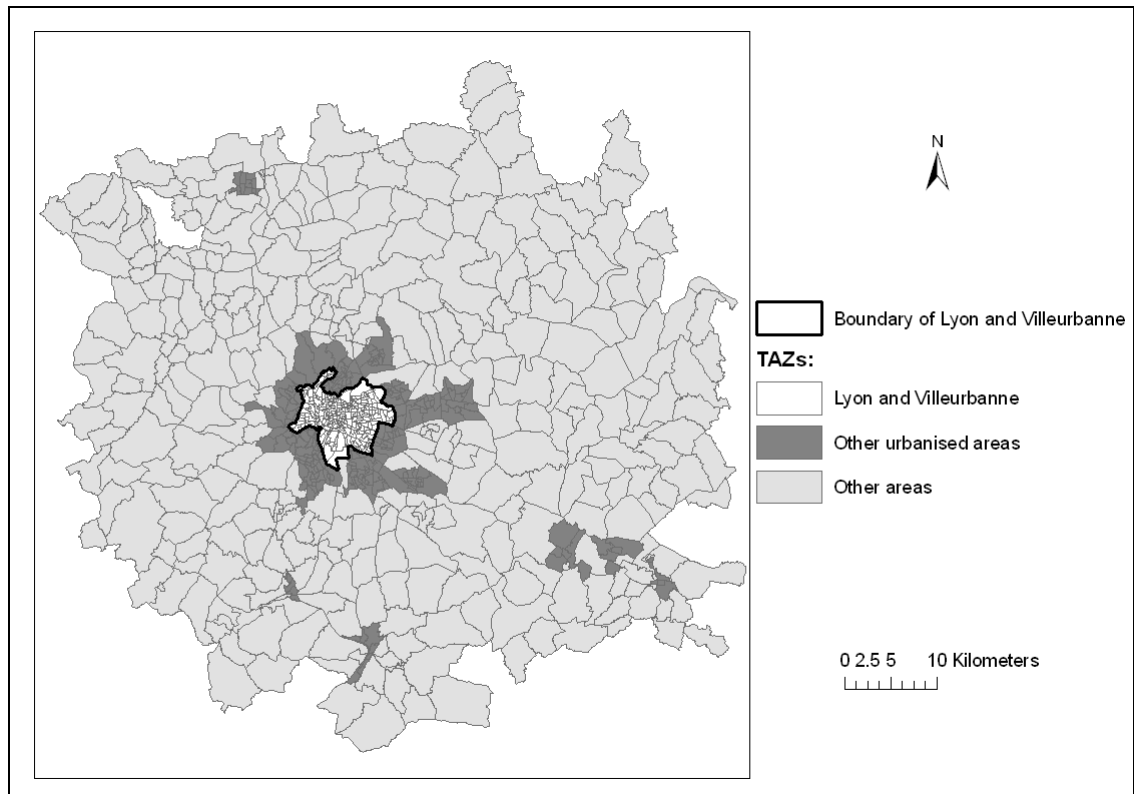 N
Boundary of Lyon and Villeurbanne
TAZs:
Lyon and Villeurbanne
Other urbanised areas
Other areas
0 2.5 5 10 Kilometers